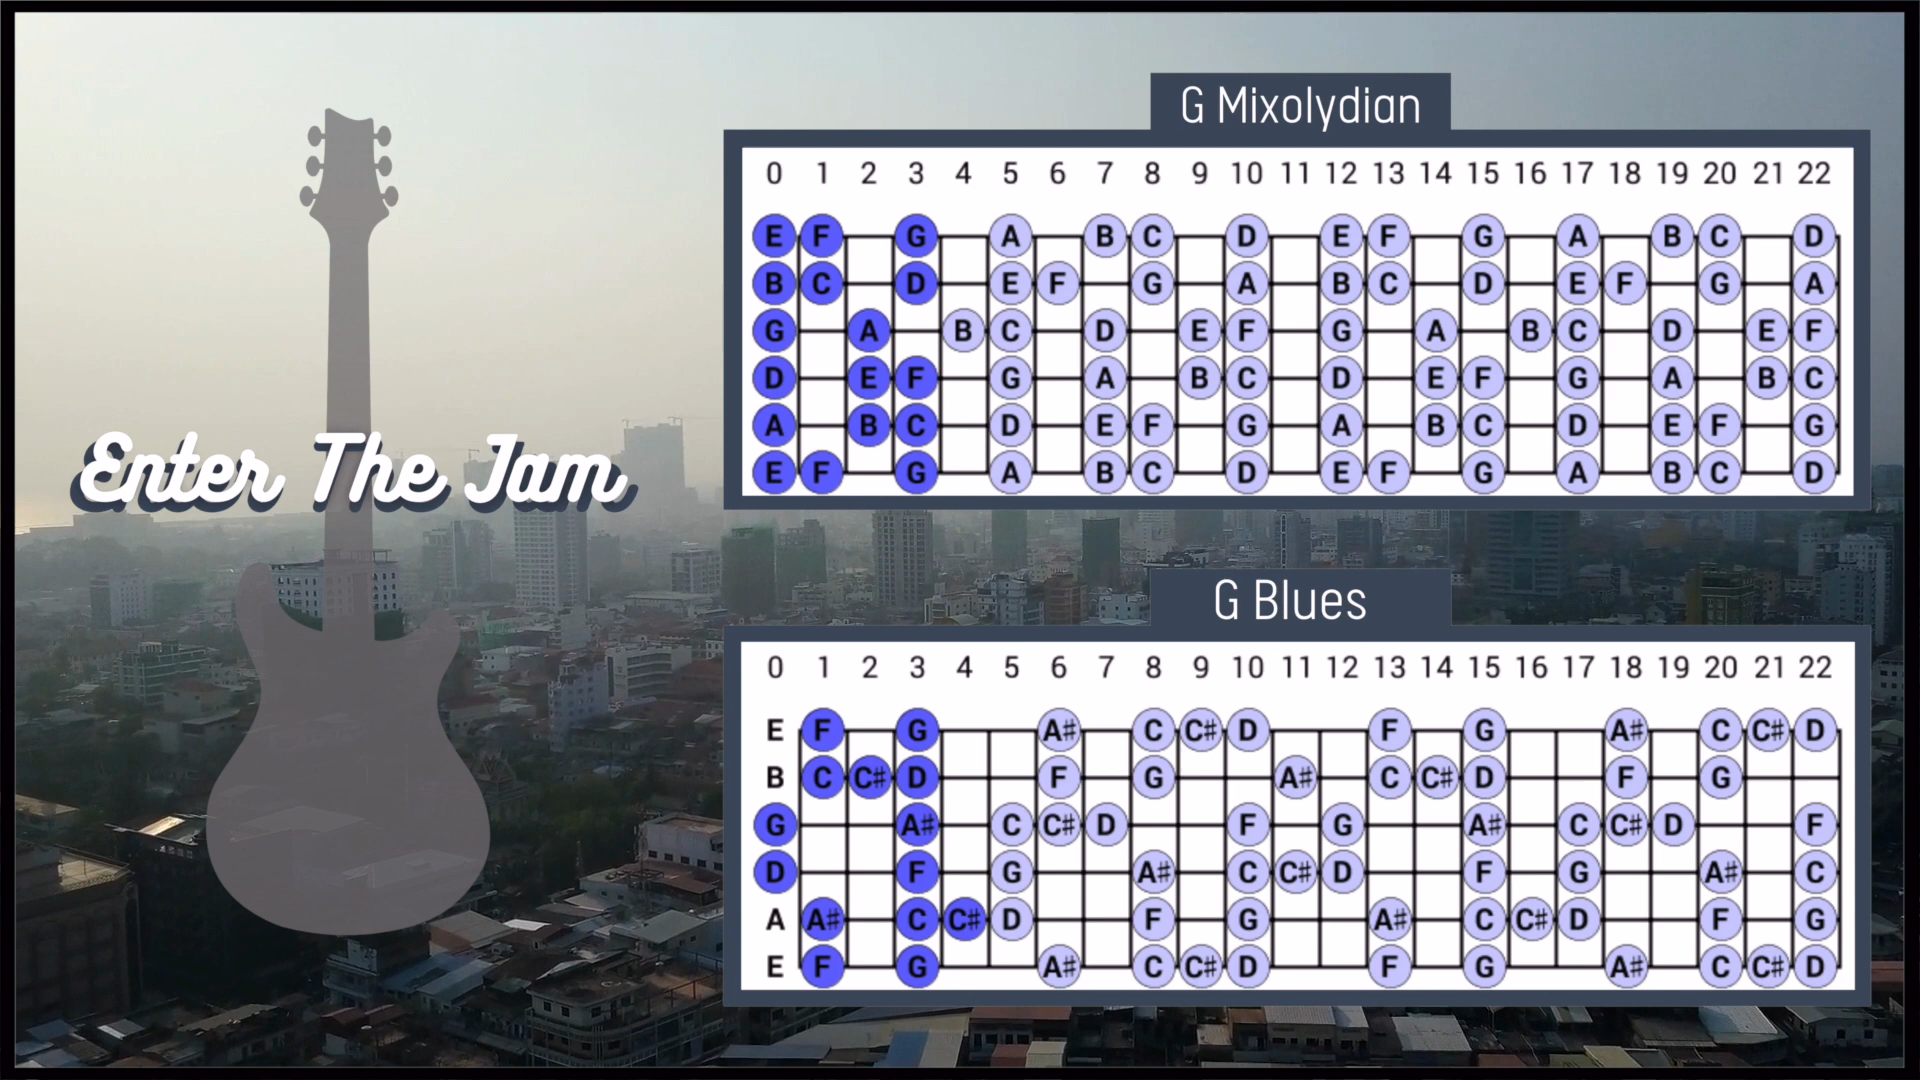 Enter The Jam
G Mixolydian
0 1 2 3 4 5 6 7 8 9 10 11 12 13 14 15 16 17 18 19 20 21 22
E F G A B C D E F G A B C D
B C D E F G A B C D E F G A
G A B C D E F G A B C D E F
D E F G A B C D E F G A B C
A B C D E F G A B C D E F G
E F G A B C D E F G A B C D
G Blues
0 1 2 3 4 5 6 7 8 9 10 11 12 13 14 15 16 17 18 19 20 21 22
E F G A# C C# D F G A# C C# D
B C C# D F G A# C C# D F G
G A# C C# D F G A# C C# D F
D F G A# C C# D F G A# C
A A# C C# D F G A# C C# D F G
E F G A# C C# D F G A# C C# D